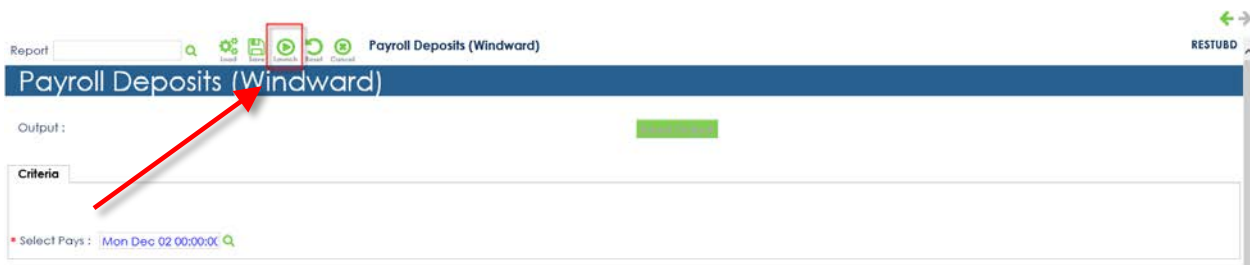 Report
Load Save Launch Reset Cancel
Payroll Deposits (Windward)
RESTUBD
Payroll Deposits (Windward)
Output :
Criteria
* Select Pays : Mon Dec 02 00:00:0